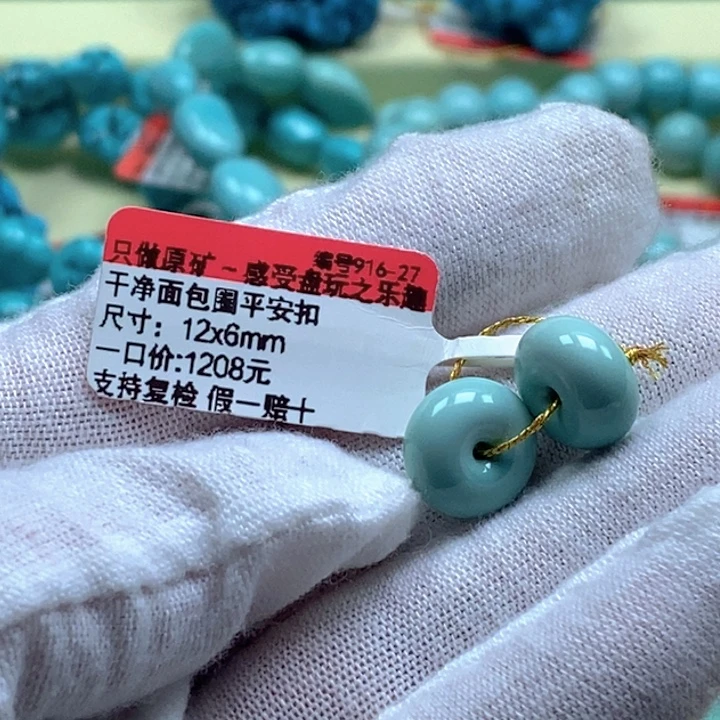 编号916-27
只做原矿~感受盘玩之乐趣
干净面包圈平安扣
尺寸：12x6mm
一口价:1208元
支持复检 假一赔十